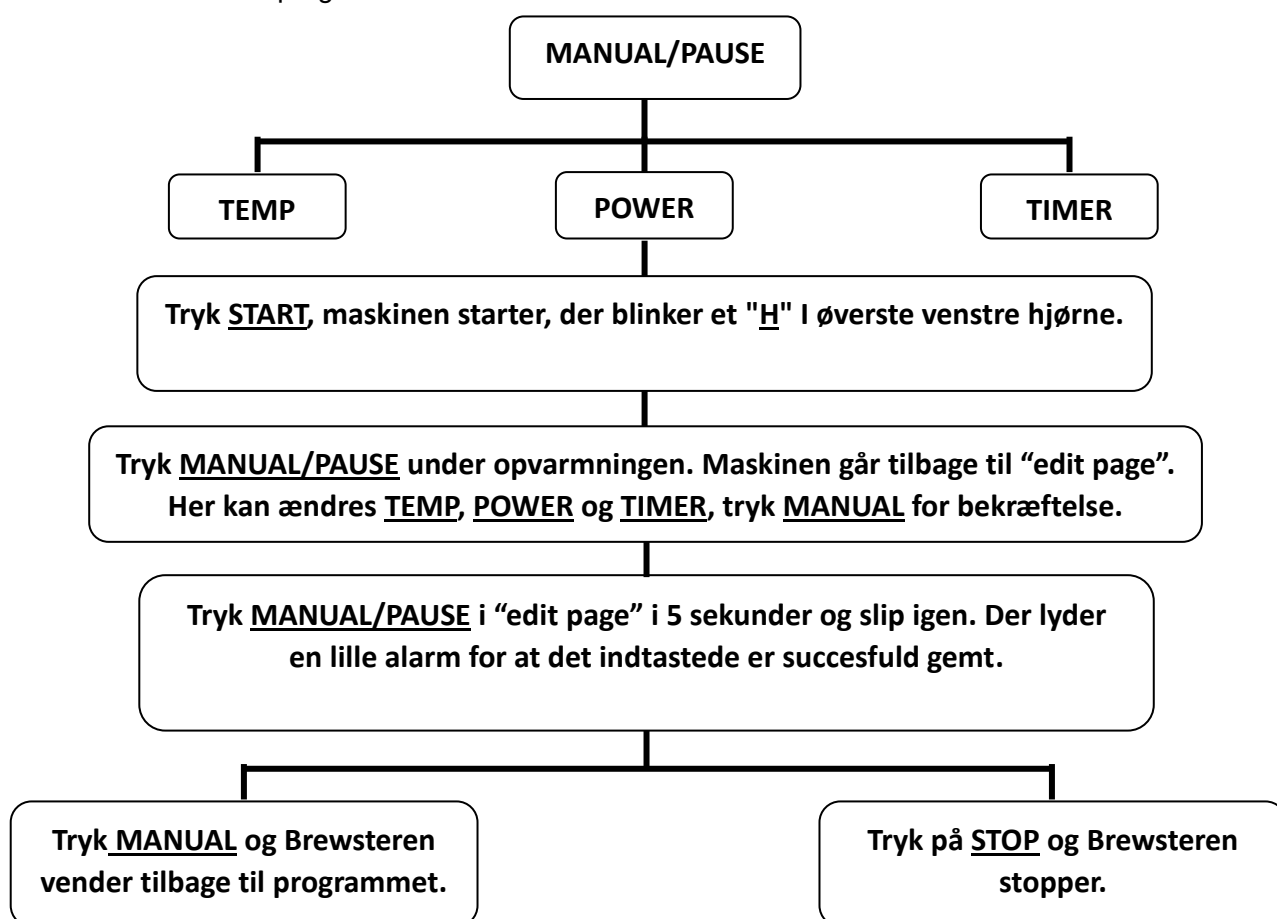 MANUAL/PAUSE
TEMP
POWER
TIMER
Tryk START, maskinen starter, der blinker et "H" I øverste venstre hjørne.
Tryk MANUAL/PAUSE under opvarmningen. Maskinen går tilbage til “edit page”.
Her kan ændres TEMP, POWER og TIMER, tryk MANUAL for bekræftelse.
Tryk MANUAL/PAUSE i “edit page” i 5 sekunder og slip igen. Der lyder
en lille alarm for at det indtastede er succesfuld gemt.
Tryk MANUAL og Brewsteren
vender tilbage til programmet.
Tryk på STOP og Brewsteren
stopper.